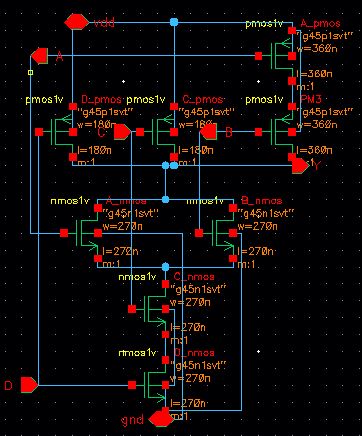 vdd
pmos1v A_pmos
"g45p1svt"
w=360n
A
l=360n
m:1
pmos1v D_pmos pmos1v C_pmos pmos1v PM3
"g45p1svt" "g45p1svt" "g45p1svt"
w=180n C w=180n B w=360n
l=180n l=180n l=360n
m:1 m:1 Y
nmos1v A_nmos nmos1v B_nmos
"g45n1svt" "g45n1svt"
w=270n w=270n
l=270n l=270n
m:1 m:1
nmos1v C_nmos
"g45n1svt"
w=270n
l=270n
m:1
nmos1v D_nmos
"g45n1svt"
w=270n
D
l=270n
gnd m:1